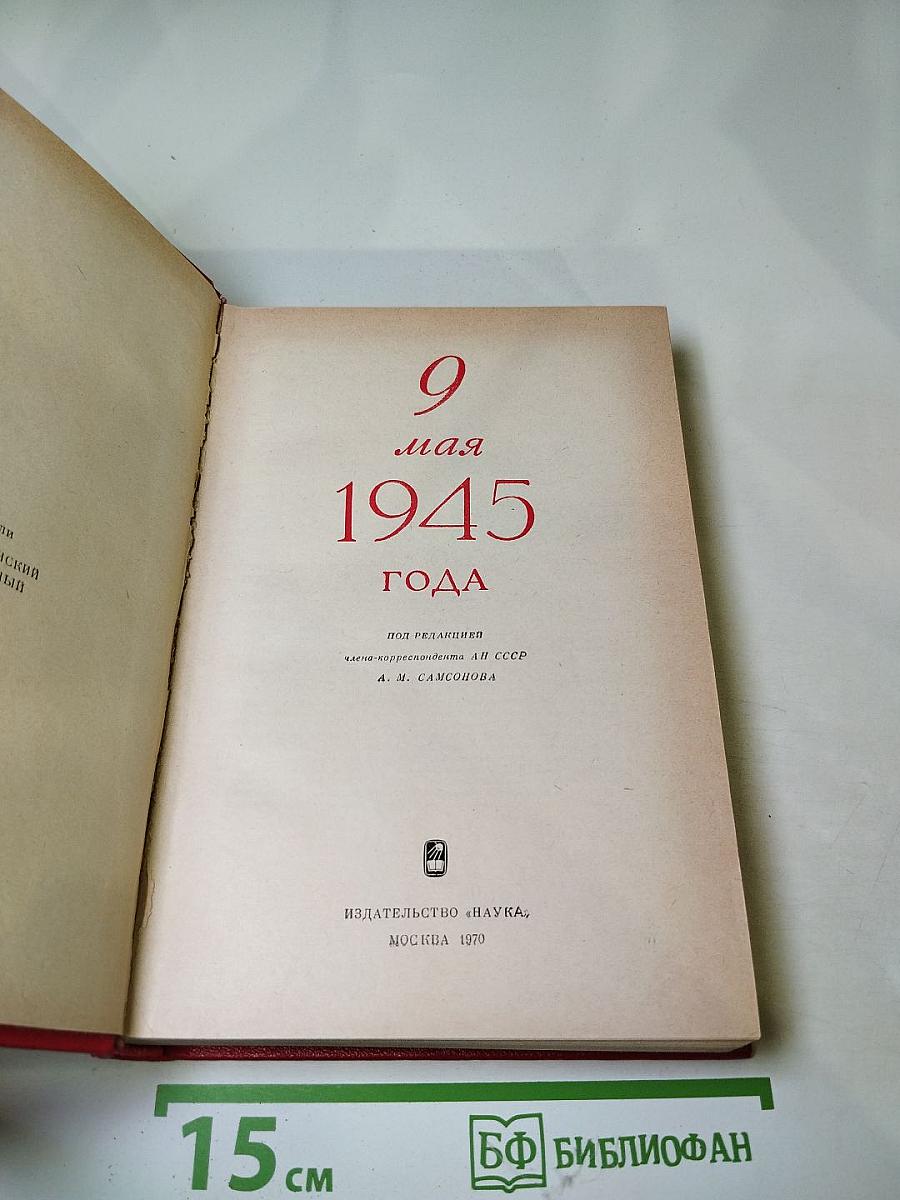 9
мая
1945
ГОДА
ПОД РЕДАКЦИЕЙ
члена-корреспондента АН СССР
А. М. САМСОНОВА
ИЗДАТЕЛЬСТВО «НАУКА»
МОСКВА 1970
15 см
БФ БИБЛИОФАН